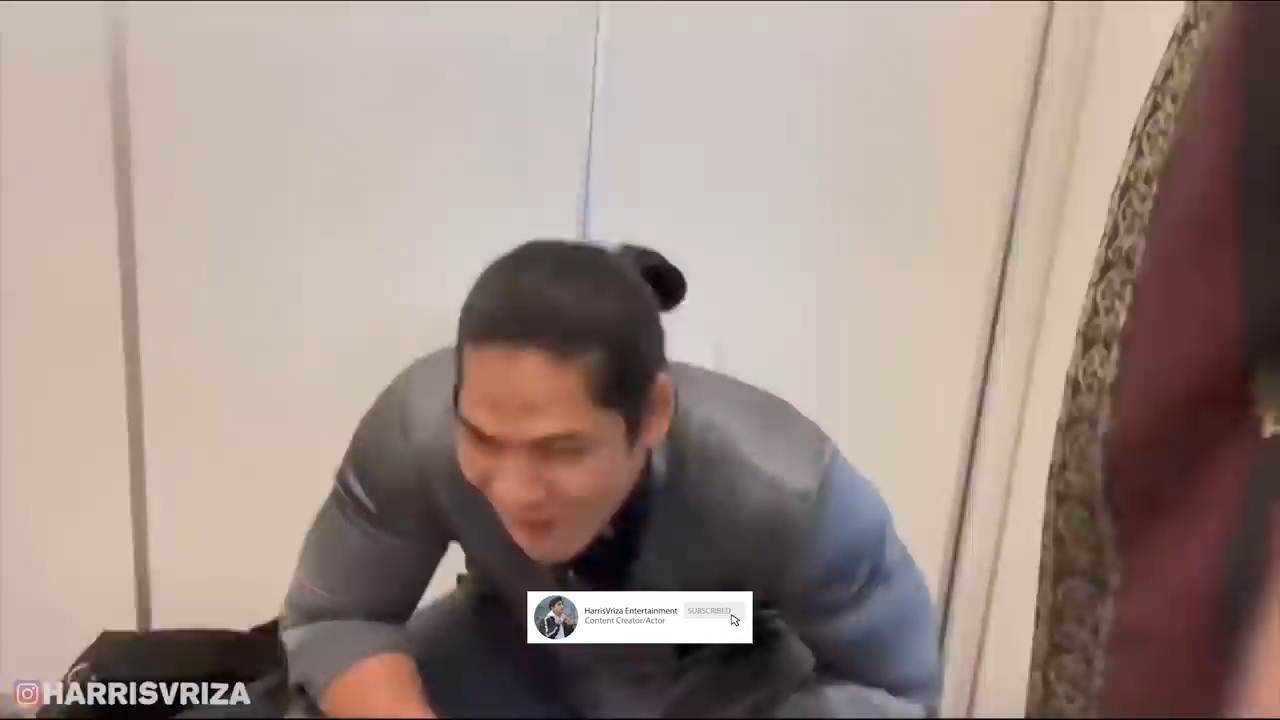 HarrisVriza Entertainment
SUBSCRIBED
Content Creator/Actor
HARRISVRIZA